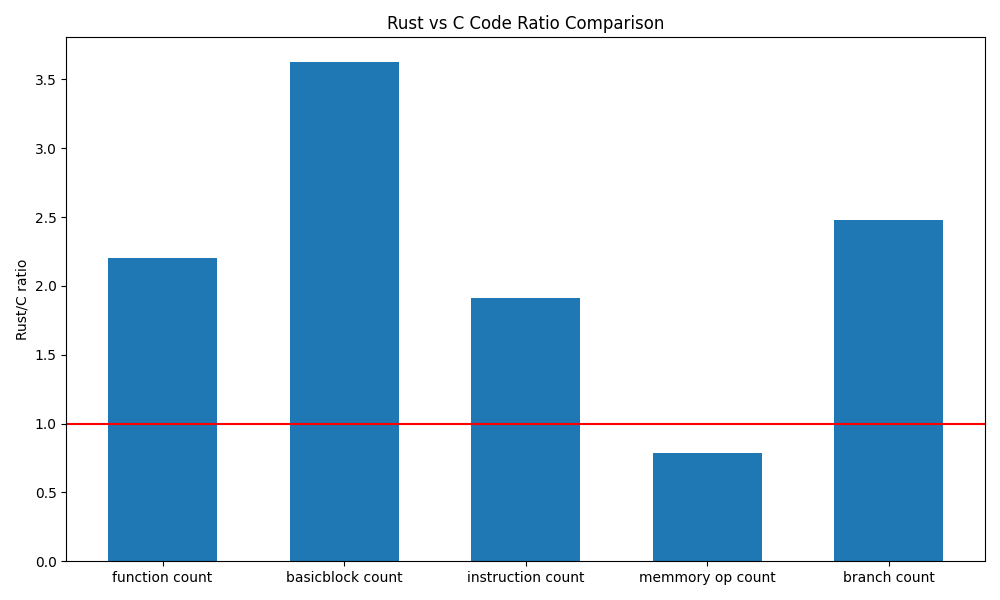 Rust vs C Code Ratio Comparison
Rust/C ratio
3.5
3.0
2.5
2.0
1.5
1.0
0.5
0.0
function count
basicblock count
instruction count
memmory op count
branch count